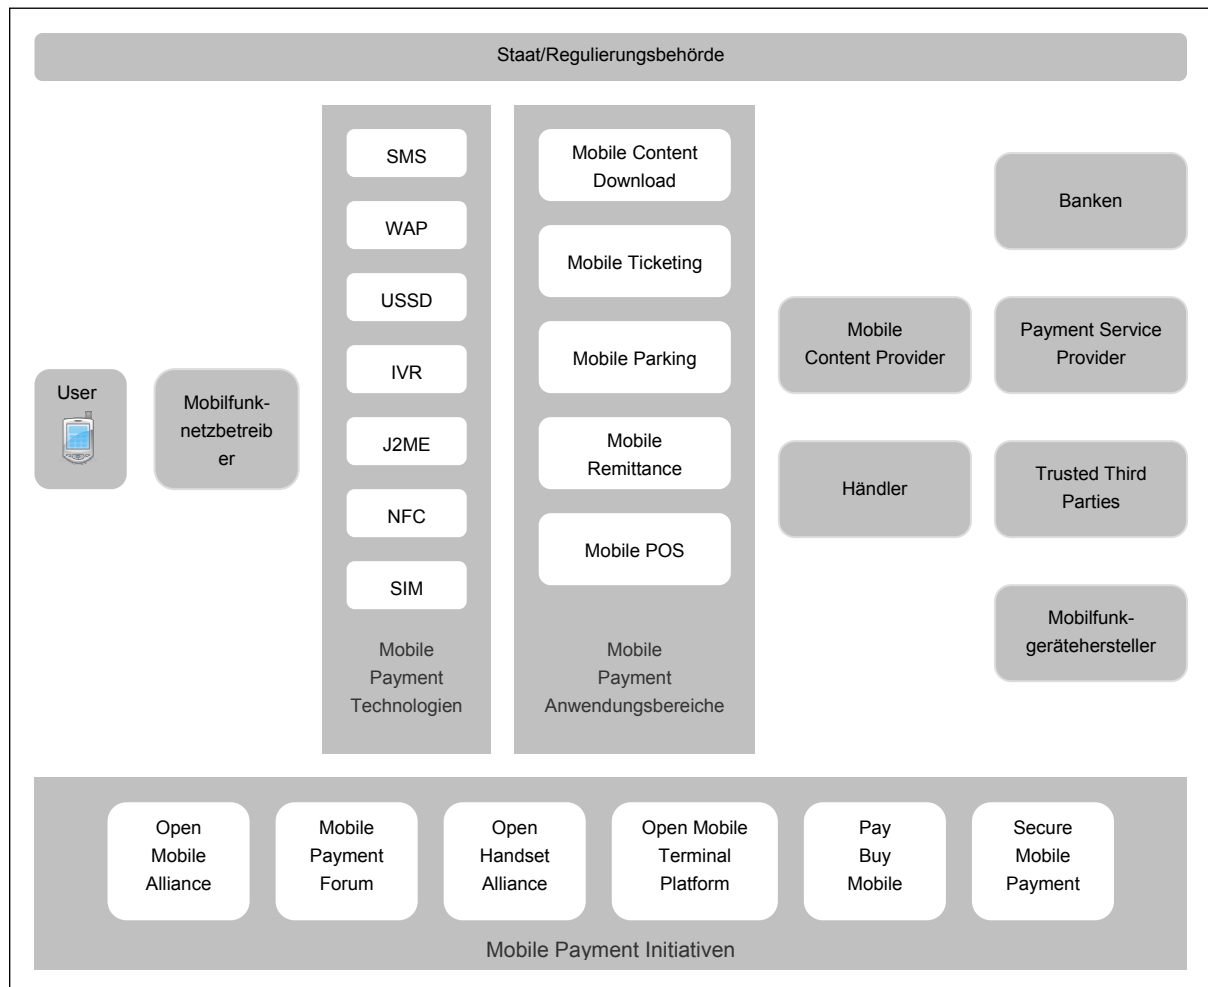 Staat/Regulierungsbehörde
User
Mobilfunk-
netzbetreib
er
SMS
WAP
USSD
IVR
J2ME
NFC
SIM
Mobile
Payment
Technologien
Mobile Content
Download
Mobile Ticketing
Mobile Parking
Mobile
Remittance
Mobile POS
Mobile
Payment
Anwendungsbereiche
Mobile
Content Provider
Händler
Banken
Payment Service
Provider
Trusted Third
Parties
Mobilfunk-
gerätehersteller
Open
Mobile
Alliance
Mobile
Payment
Forum
Open
Handset
Alliance
Open Mobile
Terminal
Platform
Pay
Buy
Mobile
Secure
Mobile
Payment
Mobile Payment Initiativen